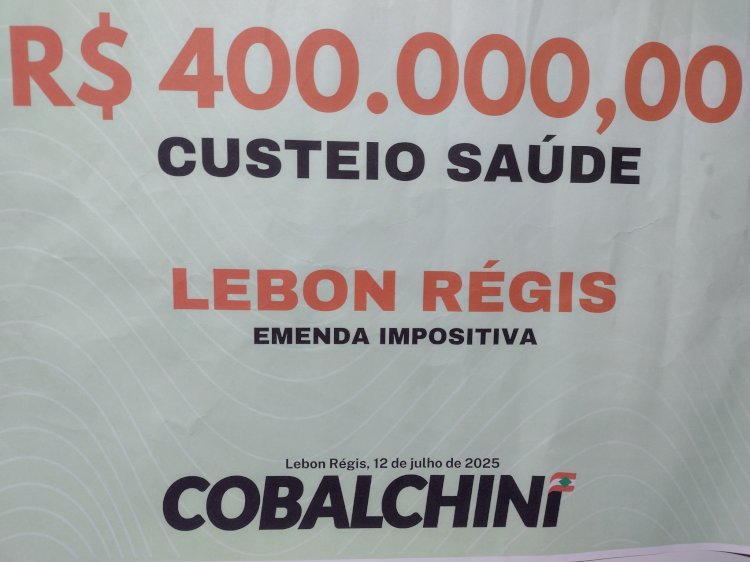 R$ 400.000,00
CUSTEIO SAÚDE
LEBON RÉGIS
EMENDA IMPOSITIVA
Lebon Régis, 12 de julho de 2025
COBALCHINI